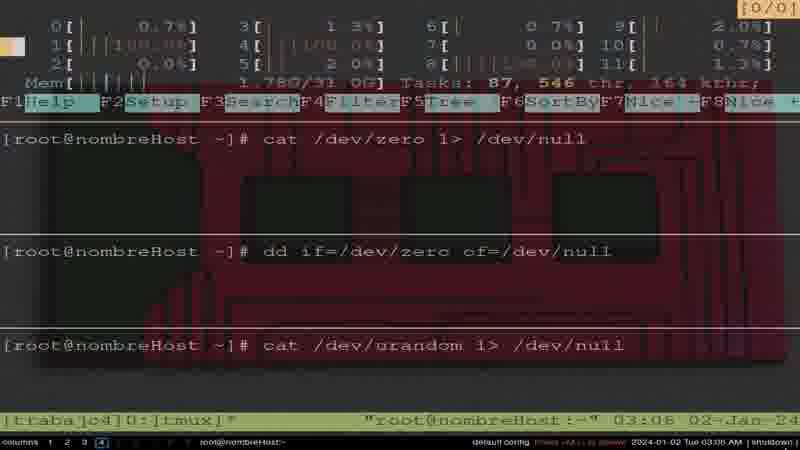 [0/0]
0[| 0.7%] 3[| 1.3%] 6[| 0.7%] 9[|| 2.0%]
1[|||100.0%] 4[|||100.0%] 7[ 0.0%] 10[| 0.7%]
2[ 0.0%] 5[|| 2.0%] 8[|||100.0%] 11[| 1.3%]
Mem[|||||| 1.78G/31.0G] Tasks: 87, 546 thr, 164 kthr;
F1Help F2Setup F3Search F4Filter F5Tree F6SortBy F7Nice - F8Nice +
[root@nombreHost ~]# cat /dev/zero 1> /dev/null
[root@nombreHost ~]# dd if=/dev/zero of=/dev/null
[root@nombreHost ~]# cat /dev/urandom 1> /dev/null
[trabajo4]0:[tmux]* "root@nombreHost:~" 03:06 02-Jan-24
columns 1 2 3 4 root@nombreHost:~ default config 2024-01-02 Tue 03:06 AM | shutdown |